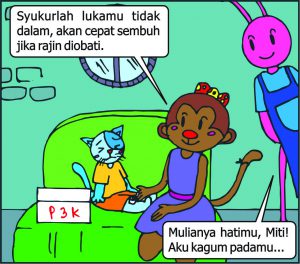 Syukurlah lukamu tidak
dalam, akan cepat sembuh
jika rajin diobati.
P3K
Mulianya hatimu, Miti!
Aku kagum padamu...